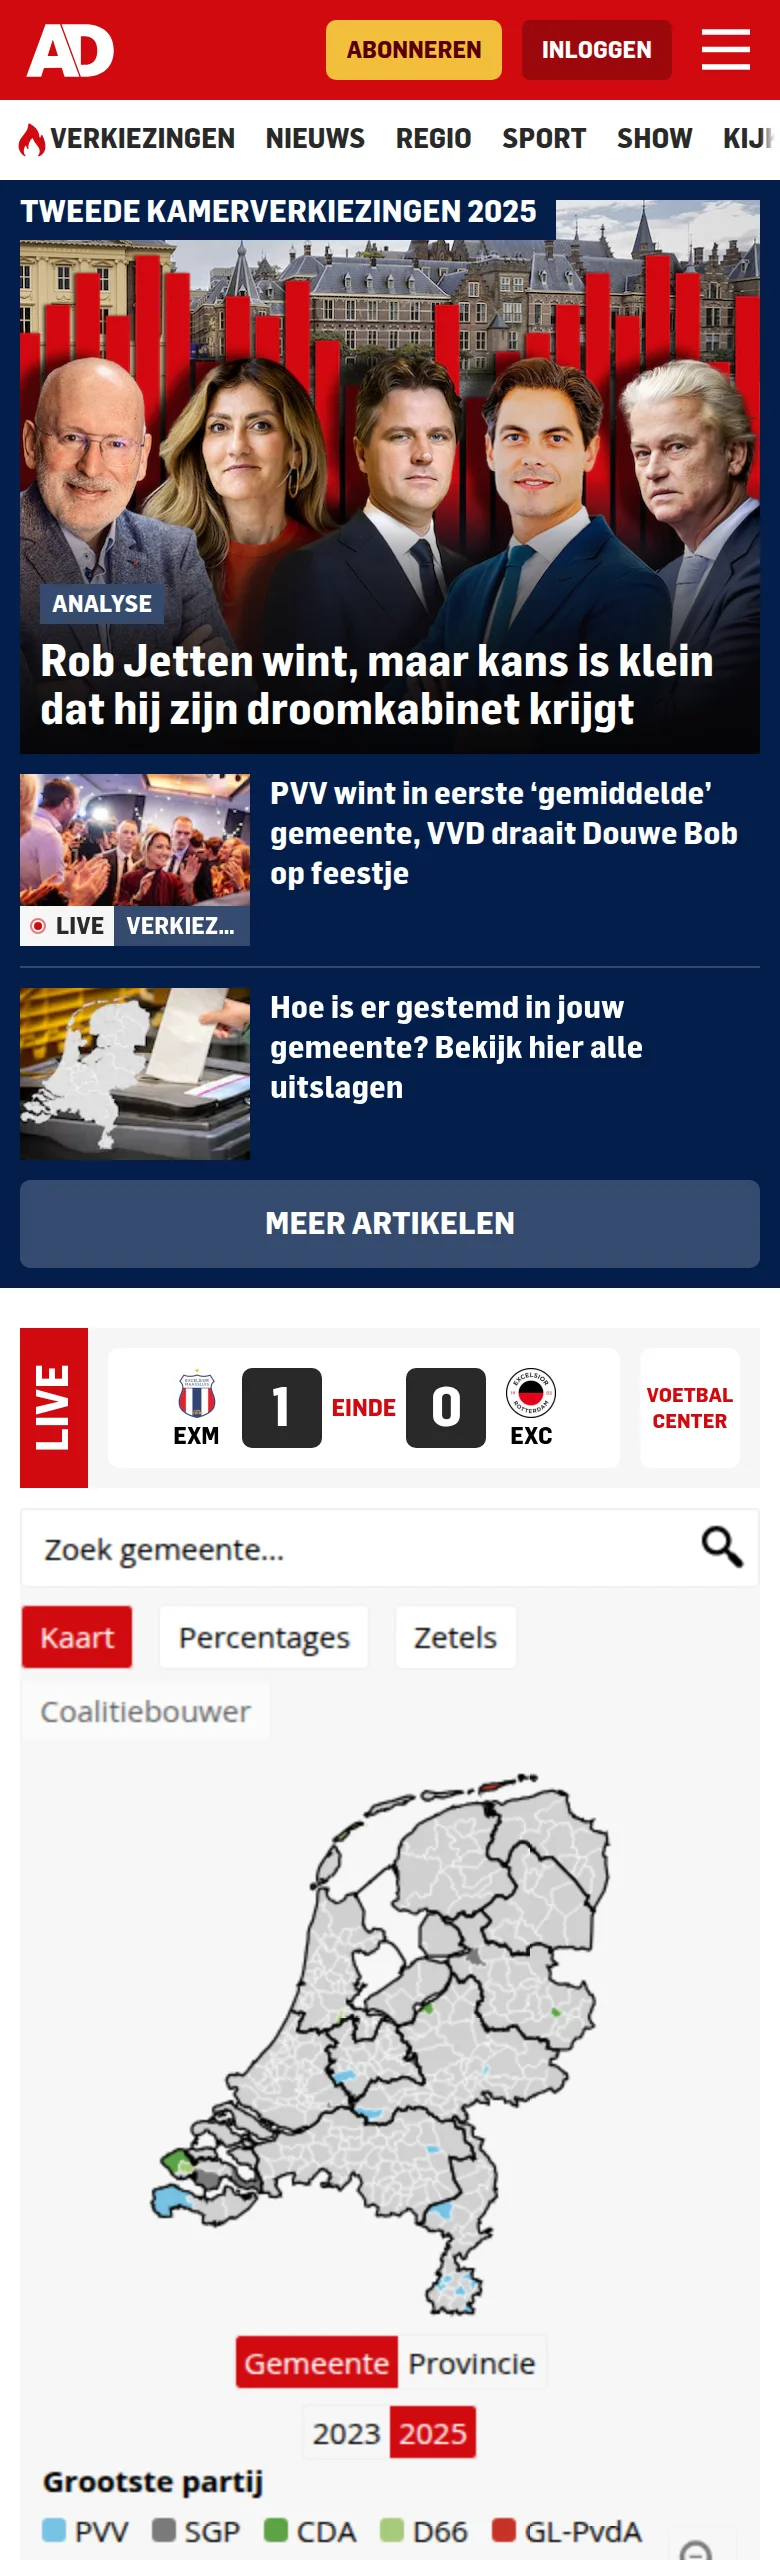 AD
ABONNEREN
INLOGGEN
VERKIEZINGEN NIEUWS REGIO SPORT SHOW KIJK
TWEEDE KAMERVERKIEZINGEN 2025
ANALYSE
Rob Jetten wint, maar kans is klein
dat hij zijn droomkabinet krijgt
PVV wint in eerste ‘gemiddelde’
gemeente, VVD draait Douwe Bob
op feestje
LIVE VERKIEZ...
Hoe is er gestemd in jouw
gemeente? Bekijk hier alle
uitslagen
MEER ARTIKELEN
LIVE
EXM
1
EINDE
0
EXCELSIOR
ROTTERDAM
EXC
VOETBAL
CENTER
Zoek gemeente...
Kaart Percentages Zetels
Coalitiebouwer
Gemeente Provincie
2023 2025
Grootste partij
PVV SGP CDA D66 GL-PvdA